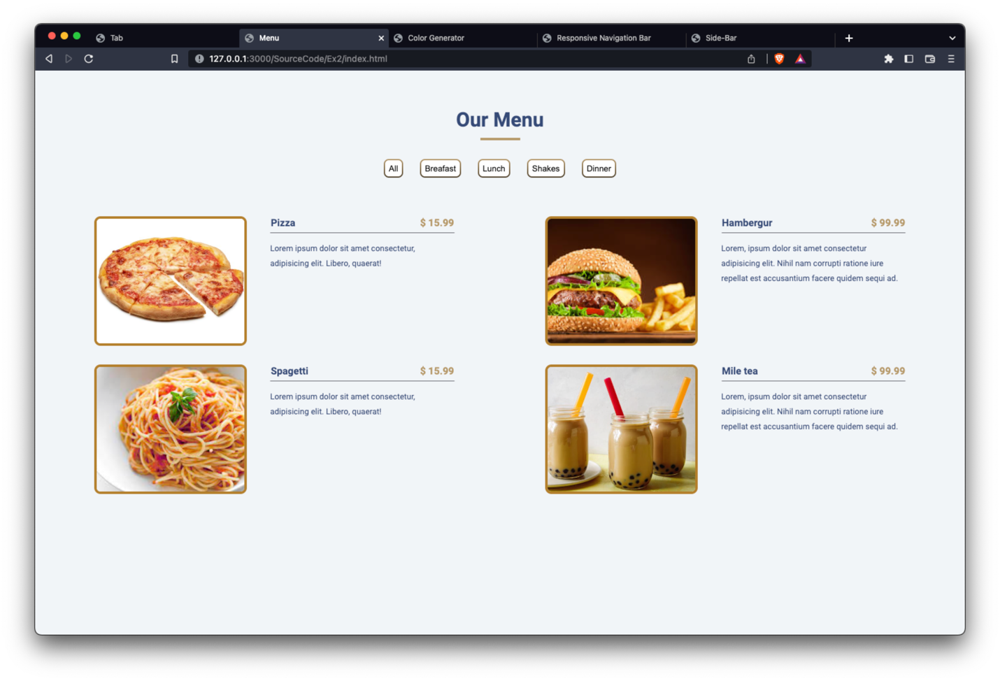 Tab
Menu
Color Generator
Responsive Navigation Bar
Side-Bar
127.0.0.1:3000/SourceCode/Ex2/index.html
Our Menu
All
Breafast
Lunch
Shakes
Dinner
Pizza
$ 15.99
Lorem ipsum dolor sit amet consectetur,
adipisicing elit. Libero, quaerat!
Hambergur
$ 99.99
Lorem, ipsum dolor sit amet consectetur
adipisicing elit. Nihil nam corrupti ratione iure
repellat est accusantium facere quidem sequi ad.
Spagetti
$ 15.99
Lorem ipsum dolor sit amet consectetur,
adipisicing elit. Libero, quaerat!
Mile tea
$ 99.99
Lorem, ipsum dolor sit amet consectetur
adipisicing elit. Nihil nam corrupti ratione iure
repellat est accusantium facere quidem sequi ad.